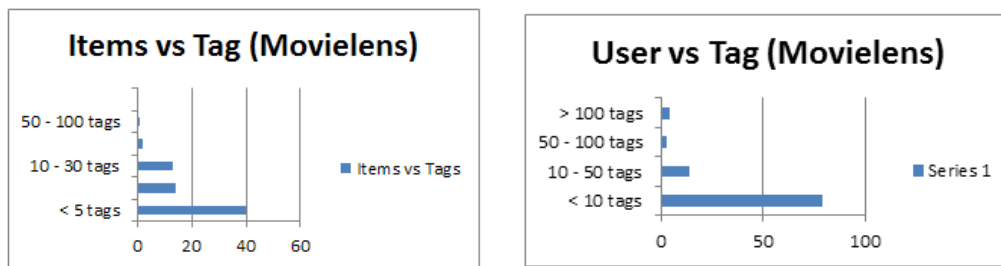 Items vs Tag (Movielens)
50 - 100 tags
10 - 30 tags
< 5 tags
0 20 40 60
Items vs Tags
User vs Tag (Movielens)
> 100 tags
50 - 100 tags
10 - 50 tags
< 10 tags
0 50 100
Series 1